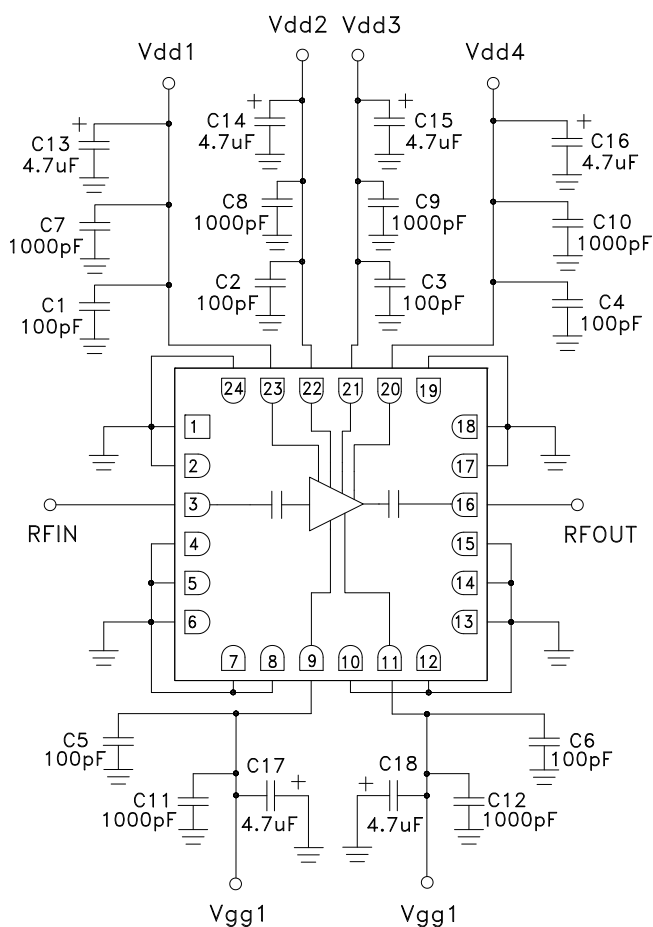 Vdd2 Vdd3
Vdd1 Vdd4
+ C14 4.7uF
+ C15 4.7uF
+ C13 4.7uF
+ C16 4.7uF
C8 1000pF
C9 1000pF
C7 1000pF
C10 1000pF
C2 100pF
C3 100pF
C1 100pF
C4 100pF
24 23 22 21 20 19
1 18
2 17
3 16
RFIN RFOUT
4 15
5 14
6 13
7 8 9 10 11 12
C5 100pF
C6 100pF
C17 + 4.7uF
C18 + 4.7uF
C11 1000pF
C12 1000pF
Vgg1 Vgg1